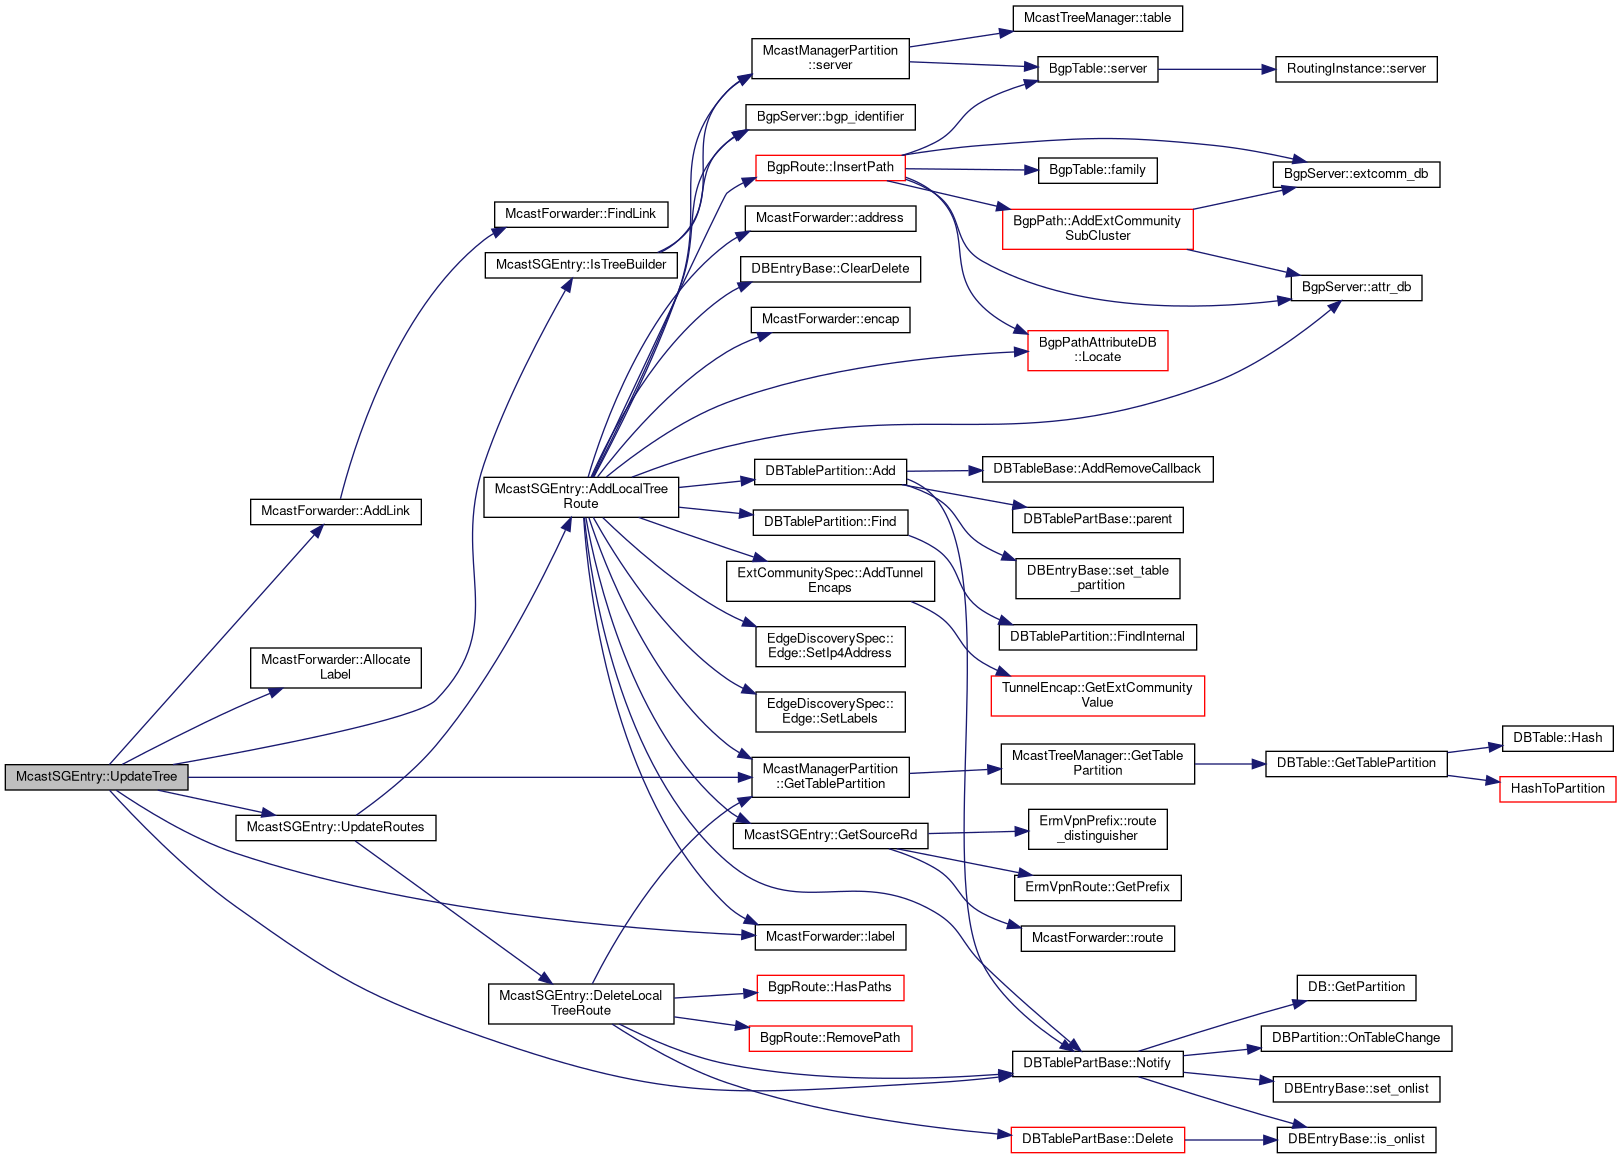 McastSGEntry::UpdateTree
McastForwarder::AddLink
McastForwarder::Allocate
Label
McastSGEntry::UpdateRoutes
McastForwarder::FindLink
McastSGEntry::IsTreeBuilder
McastSGEntry::AddLocalTree
Route
McastSGEntry::DeleteLocal
TreeRoute
McastManagerPartition
::server
BgpServer::bgp_identifier
BgpRoute::InsertPath
McastForwarder::address
DBEntryBase::ClearDelete
McastForwarder::encap
DBTablePartition::Add
DBTablePartition::Find
ExtCommunitySpec::AddTunnel
Encaps
EdgeDiscoverySpec::
Edge::SetIp4Address
EdgeDiscoverySpec::
Edge::SetLabels
McastManagerPartition
::GetTablePartition
McastSGEntry::GetSourceRd
McastForwarder::label
BgpRoute::HasPaths
BgpRoute::RemovePath
McastTreeManager::table
BgpTable::server
BgpTable::family
BgpPath::AddExtCommunity
SubCluster
BgpPathAttributeDB
::Locate
DBTableBase::AddRemoveCallback
DBTablePartBase::parent
DBEntryBase::set_table
_partition
DBTablePartition::FindInternal
TunnelEncap::GetExtCommunity
Value
McastTreeManager::GetTable
Partition
ErmVpnPrefix::route
_distinguisher
ErmVpnRoute::GetPrefix
McastForwarder::route
DBTablePartBase::Notify
DBTablePartBase::Delete
RoutingInstance::server
BgpServer::extcomm_db
BgpServer::attr_db
DBTable::GetTablePartition
DB::GetPartition
DBPartition::OnTableChange
DBEntryBase::set_onlist
DBEntryBase::is_onlist
DBTable::Hash
HashToPartition